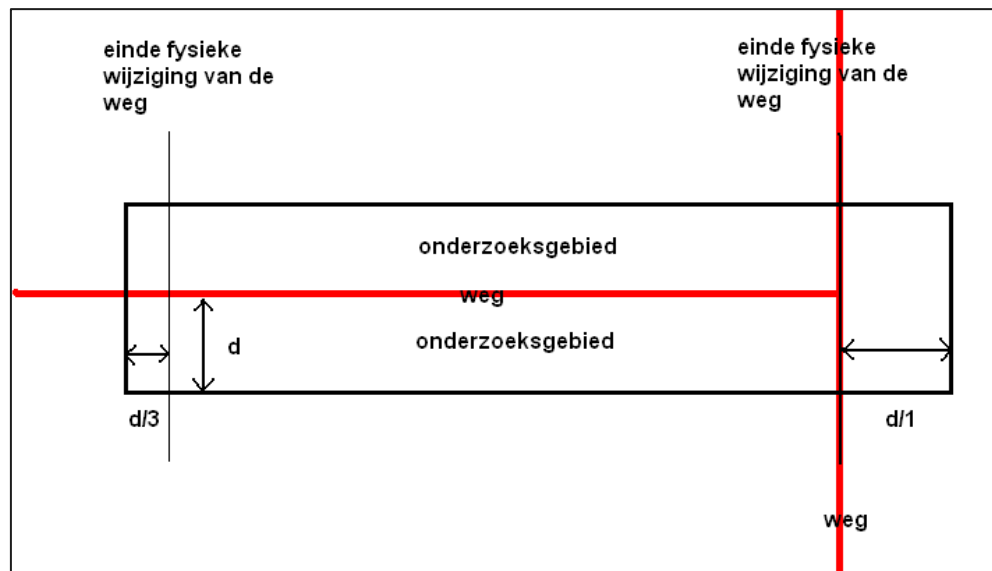 einde fysieke
wijziging van de
weg
einde fysieke
wijziging van de
weg
onderzoeksgebied
weg
onderzoeksgebied
d
d/3
d/1
weg